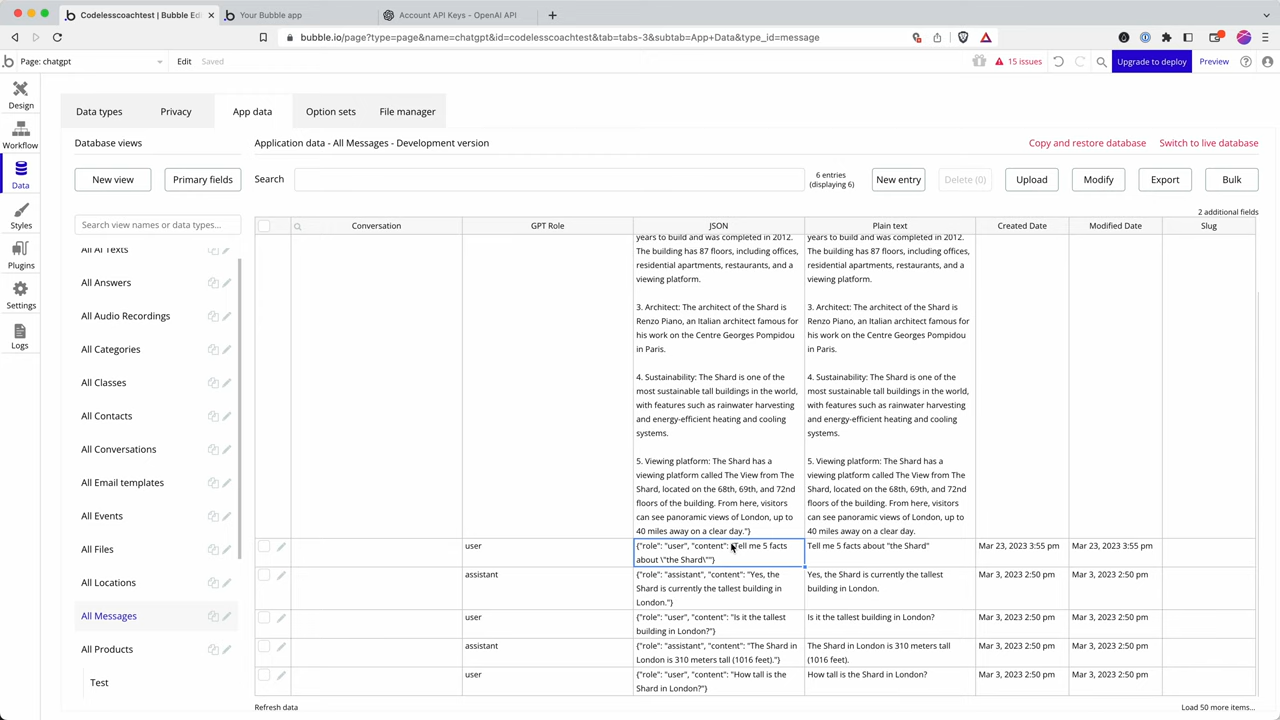 Codelesscoachtest | Bubble Ed
Your Bubble app
Account API Keys - OpenAI API
bubble.io/page?type=page&name=chatgpt&id=codelesscoachtest&tab=tabs-3&subtab=App+Data&type_id=message
Page: chatgpt
Edit
Saved
15 issues
Upgrade to deploy
Preview
Design
Workflow
Data
Styles
Plugins
Settings
Logs
Data types
Privacy
App data
Option sets
File manager
Database views
Application data - All Messages - Development version
Copy and restore database
Switch to live database
New view
Primary fields
Search
6 entries
(displaying 6)
New entry
Delete (0)
Upload
Modify
Export
Bulk
2 additional fields
Search view names or data types...
All AI Texts
All Answers
All Audio Recordings
All Categories
All Classes
All Contacts
All Conversations
All Email templates
All Events
All Files
All Locations
All Messages
All Products
Test
Conversation
GPT Role
JSON
Plain text
Created Date
Modified Date
Slug
years to build and was completed in 2012.
The building has 87 floors, including offices,
residential apartments, restaurants, and a
viewing platform.
3. Architect: The architect of the Shard is
Renzo Piano, an Italian architect famous for
his work on the Centre Georges Pompidou
in Paris.
4. Sustainability: The Shard is one of the
most sustainable tall buildings in the world,
with features such as rainwater harvesting
and energy-efficient heating and cooling
systems.
5. Viewing platform: The Shard has a
viewing platform called The View from The
Shard, located on the 68th, 69th, and 72nd
floors of the building. From here, visitors
can see panoramic views of London, up to
40 miles away on a clear day."}
years to build and was completed in 2012.
The building has 87 floors, including offices,
residential apartments, restaurants, and a
viewing platform.
3. Architect: The architect of the Shard is
Renzo Piano, an Italian architect famous for
his work on the Centre Georges Pompidou
in Paris.
4. Sustainability: The Shard is one of the
most sustainable tall buildings in the world,
with features such as rainwater harvesting
and energy-efficient heating and cooling
systems.
5. Viewing platform: The Shard has a
viewing platform called The View from The
Shard, located on the 68th, 69th, and 72nd
floors of the building. From here, visitors
can see panoramic views of London, up to
40 miles away on a clear day.
user
{"role": "user", "content": "Tell me 5 facts
about \"the Shard\""}
Tell me 5 facts about "the Shard"
Mar 23, 2023 3:55 pm
Mar 23, 2023 3:55 pm
assistant
{"role": "assistant", "content": "Yes, the
Shard is currently the tallest building in
London."}
Yes, the Shard is currently the tallest
building in London.
Mar 3, 2023 2:50 pm
Mar 3, 2023 2:50 pm
user
{"role": "user", "content": "Is it the tallest
building in London?"}
Is it the tallest building in London?
Mar 3, 2023 2:50 pm
Mar 3, 2023 2:50 pm
assistant
{"role": "assistant", "content": "The Shard in
London is 310 meters tall (1016 feet)."}
The Shard in London is 310 meters tall
(1016 feet).
Mar 3, 2023 2:50 pm
Mar 3, 2023 2:50 pm
user
{"role": "user", "content": "How tall is the
Shard in London?"}
How tall is the Shard in London?
Mar 3, 2023 2:50 pm
Mar 3, 2023 2:50 pm
Refresh data
Load 50 more items...